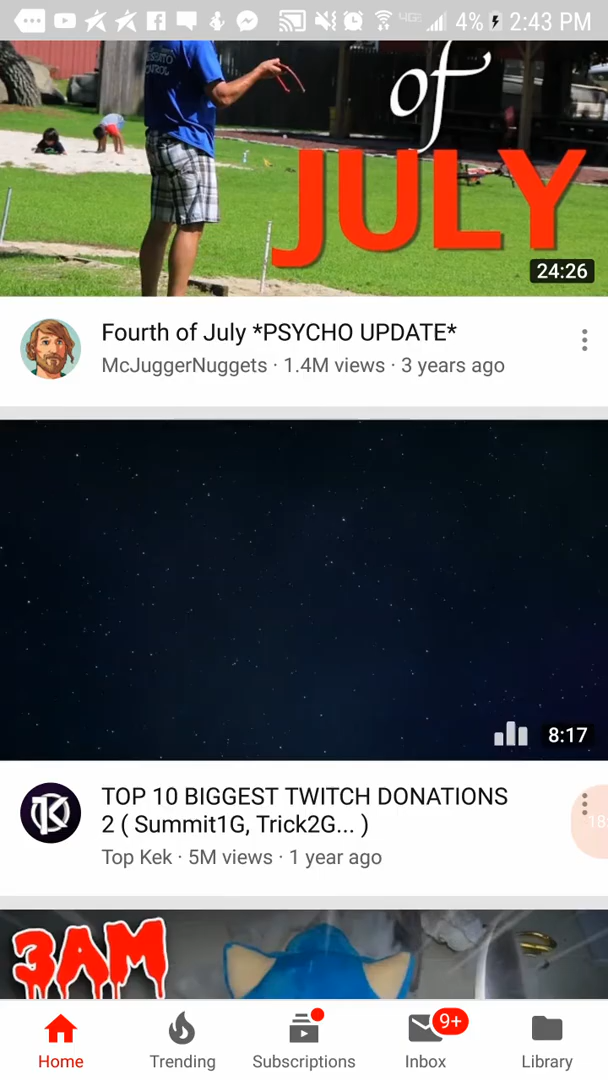 4G 4% 2:43 PM
of
JULY
24:26
Fourth of July *PSYCHO UPDATE*
McJuggerNuggets · 1.4M views · 3 years ago
8:17
TOP 10 BIGGEST TWITCH DONATIONS
2 ( Summit1G, Trick2G... )
Top Kek · 5M views · 1 year ago
18
3AM
9+
Home Trending Subscriptions Inbox Library